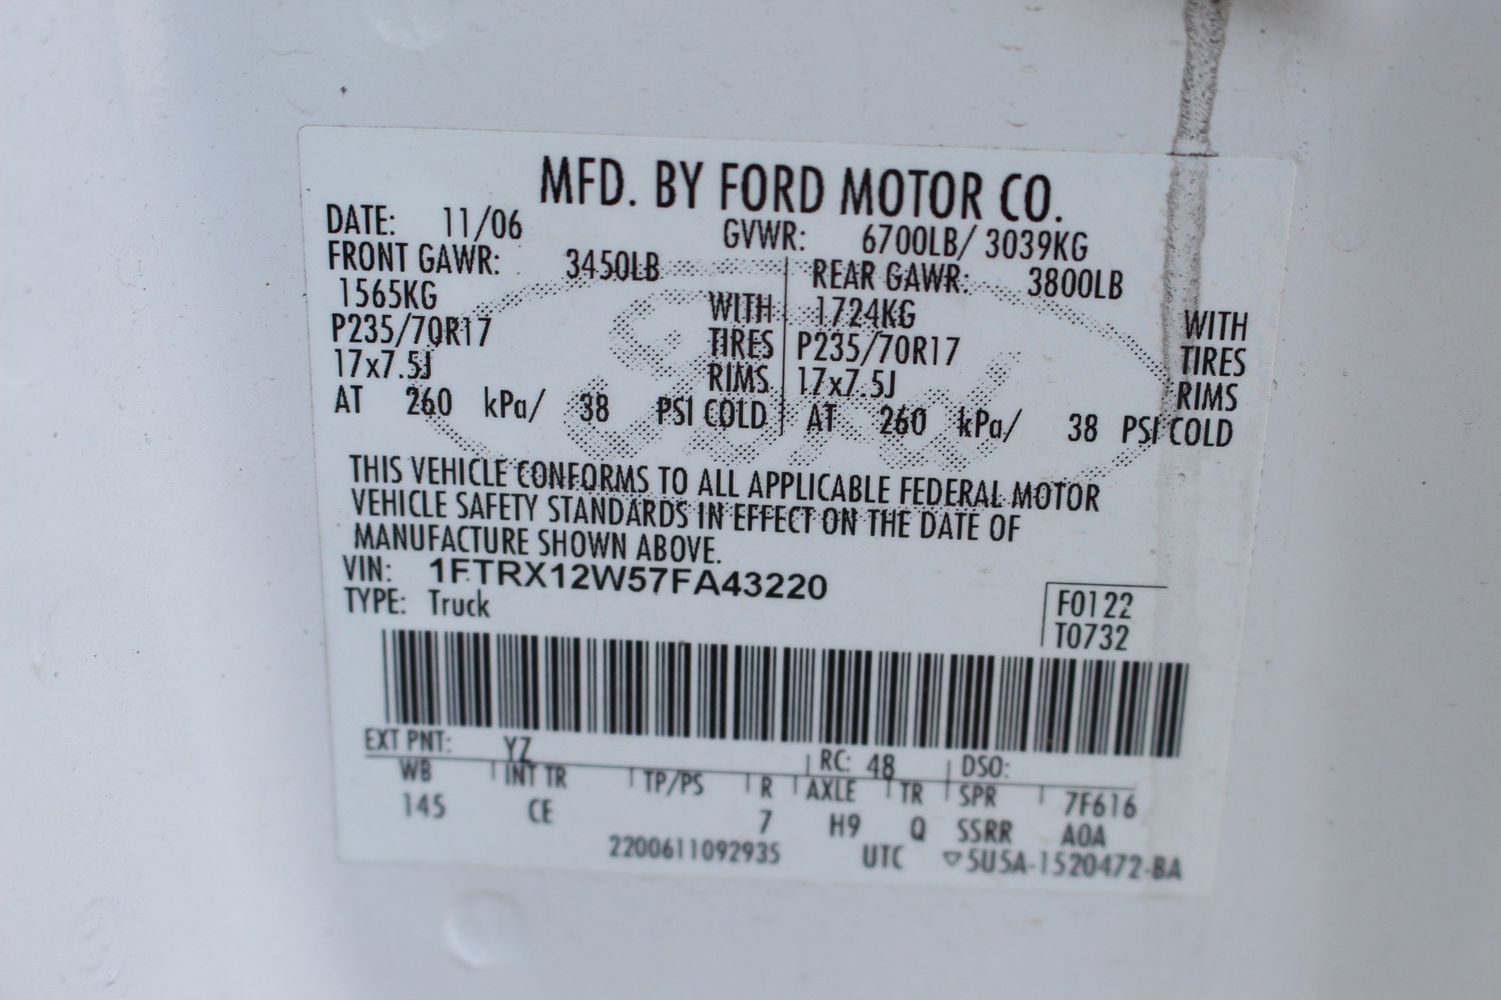 MFD. BY FORD MOTOR CO.
DATE: 11/06 GVWR: 6700LB/ 3039KG
FRONT GAWR: 3450LB REAR GAWR: 3800LB
1565KG WITH 1724KG WITH
P235/70R17 TIRES P235/70R17 TIRES
17x7.5J RIMS 17x7.5J RIMS
AT 260 kPa/ 38 PSI COLD AT 260 kPa/ 38 PSI COLD
THIS VEHICLE CONFORMS TO ALL APPLICABLE FEDERAL MOTOR
VEHICLE SAFETY STANDARDS IN EFFECT ON THE DATE OF
MANUFACTURE SHOWN ABOVE.
VIN: 1FTRX12W57FA43220
TYPE: Truck
F0122
T0732
EXT PNT: YZ RC: 48 DSO:
WB INT TR TP/PS R AXLE TR SPR 7F616
145 CE 7 H9 Q SSRR A0A
2200611092935 UTC ▽5U5A-1520472-BA
Ford